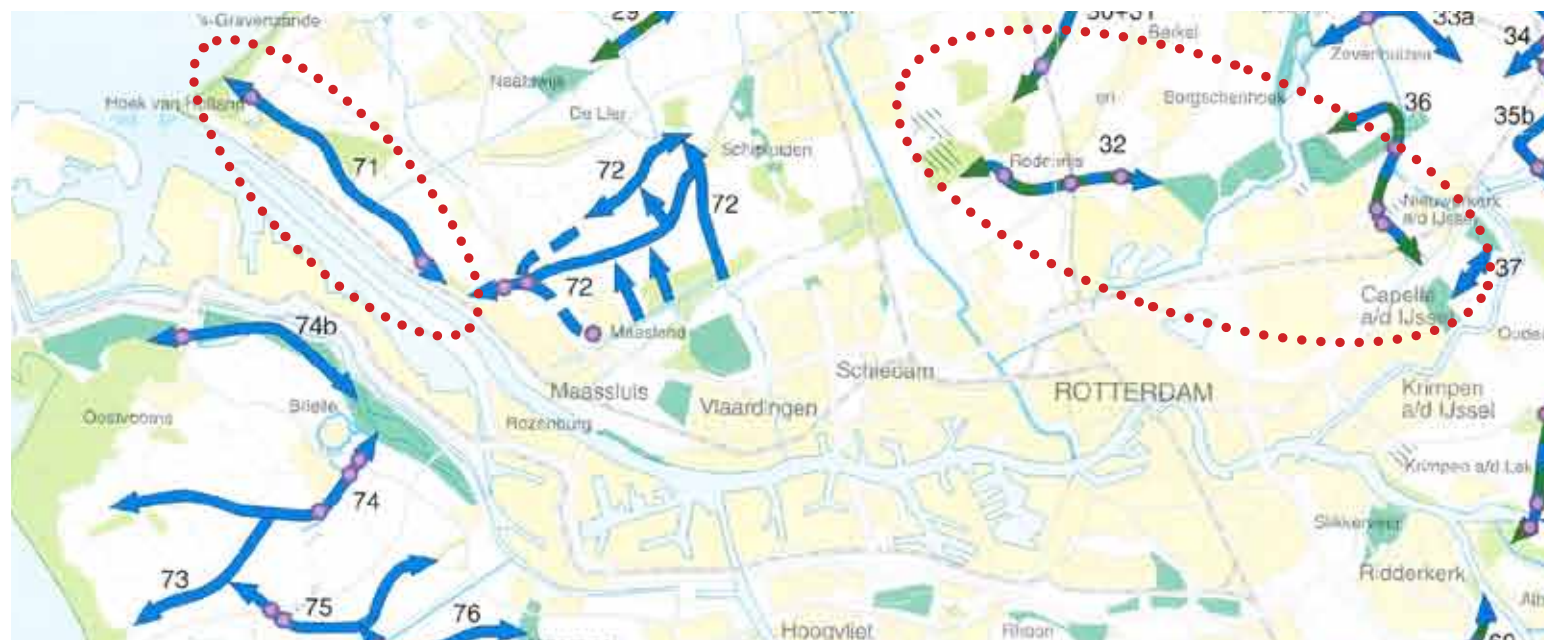 's-Gravenzande
29
30+31
Berkel
33a
34
Zevenhuizen
Naaldwijk
Hoek van Holland
De Lier
en
Bergschenhoek
36
35b
Schipluiden
71
72
32
Rodenrijs
72
Nieuwerkerk
a/d IJssel
72
37
Capelle
a/d IJssel
Maasland
74b
Schiedam
Maassluis
ROTTERDAM
Krimpen
a/d IJssel
Oostvoorne
Brielle
Vlaardingen
Rozenburg
Krimpen a/d Lek
74
Slikkerveer
Ridderkerk
73
75
76
Hoogvliet
Rhoon